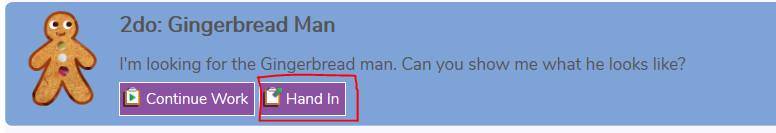 2do: Gingerbread Man
I'm looking for the Gingerbread man. Can you show me what he looks like?
Continue Work Hand In